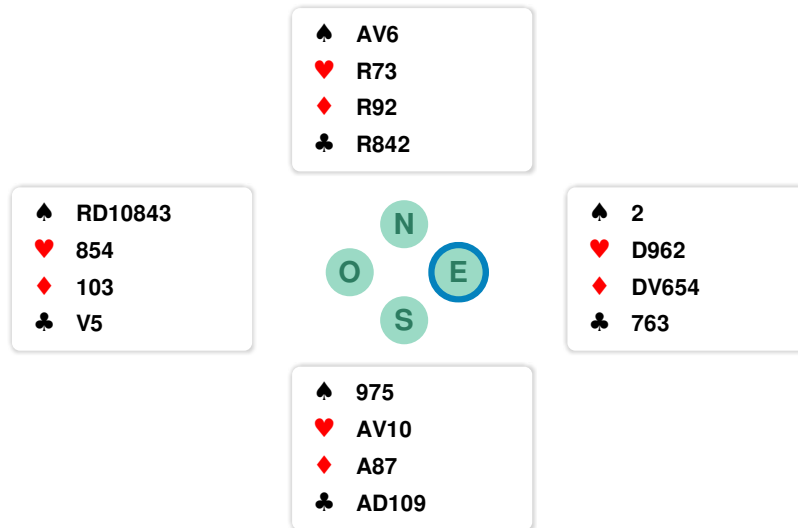 ♠ AV6
♥ R73
♦ R92
♣ R842
♠ RD10843
♥ 854
♦ 103
♣ V5
N
O
E
S
♠ 2
♥ D962
♦ DV654
♣ 763
♠ 975
♥ AV10
♦ A87
♣ AD109